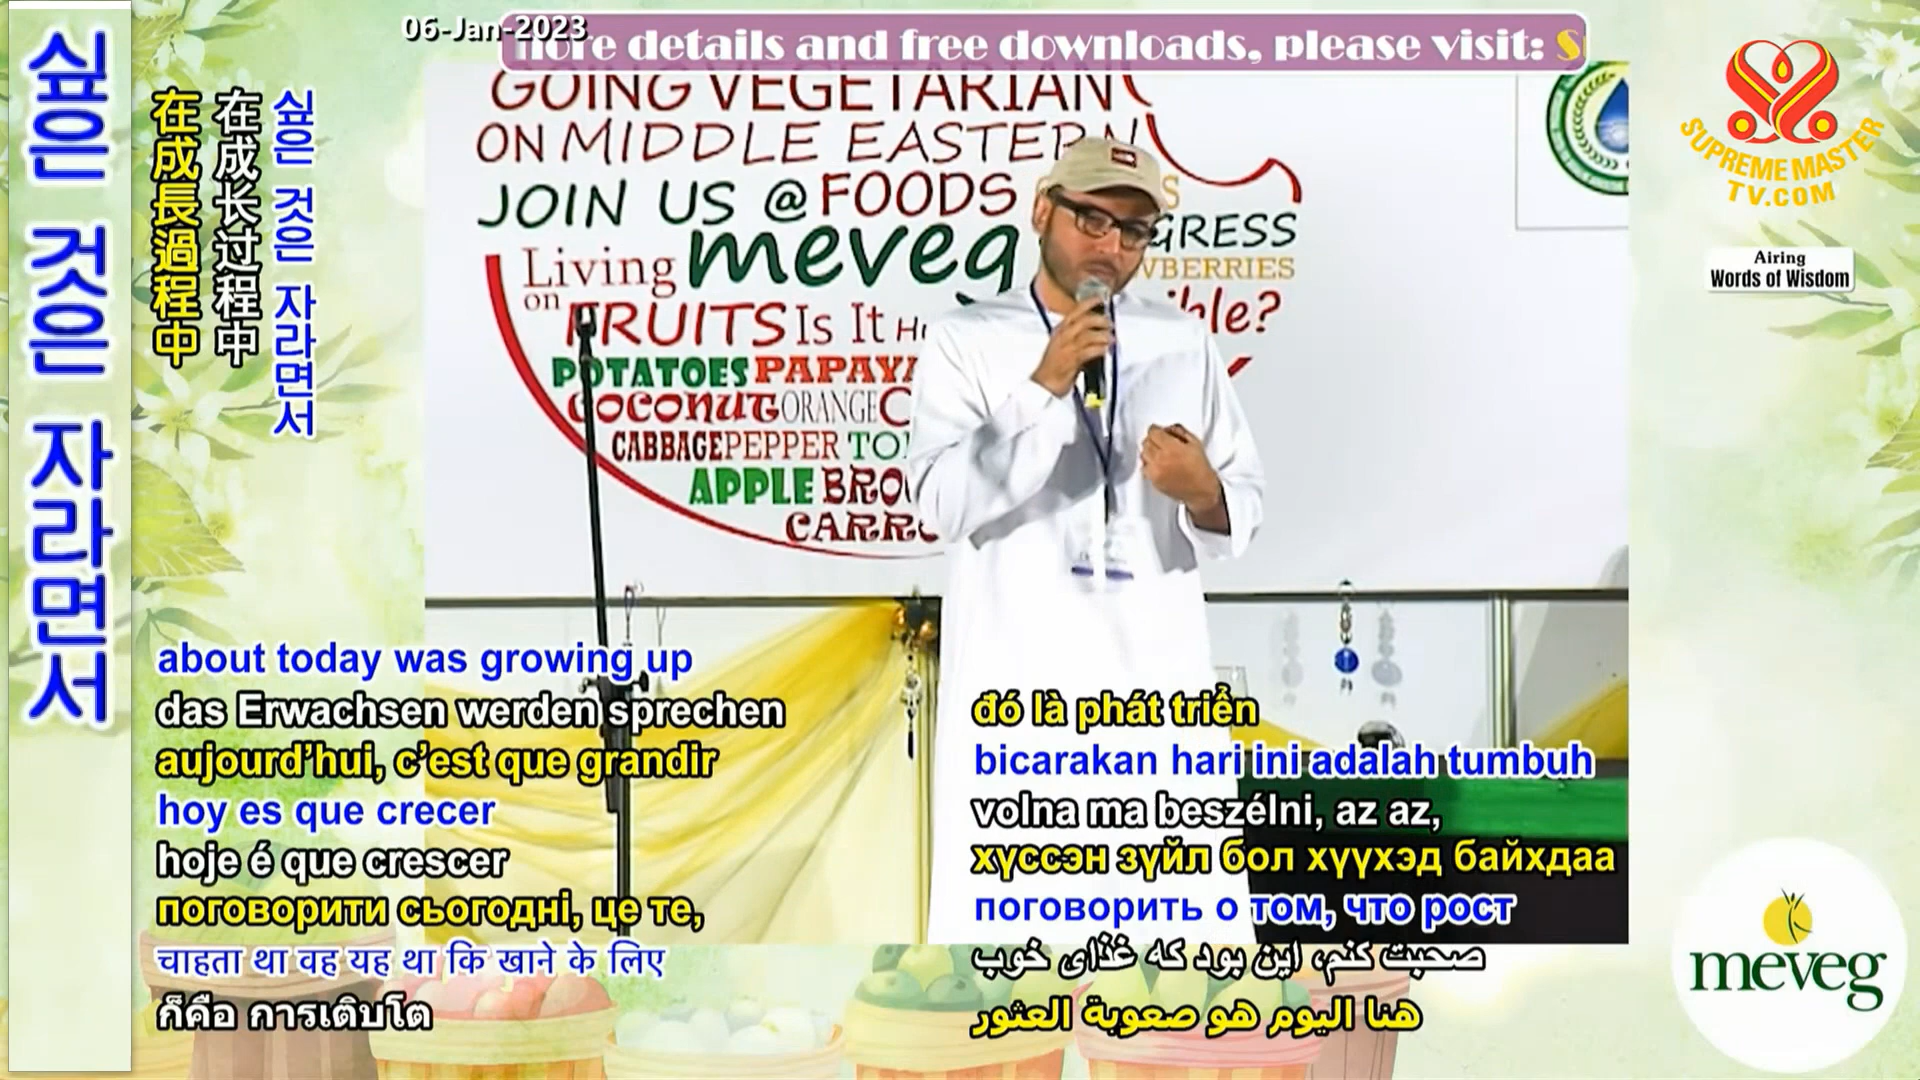 06-Jan-2023
more details and free downloads, please visit:
싶은 것은 자라면서
在成長過程中
在成长过程中
싶은 것은 자라면서
GOING VEGETARIAN
ON MIDDLE EASTERN
JOIN US @ FOODS
Living meveg GRESS
on FRUITS Is It
POTATOES PAPAYA
COCONUT ORANGE
CABBAGE PEPPER
APPLE
SUPREME MASTER
TV.COM
Airing
Words of Wisdom
about today was growing up
das Erwachsen werden sprechen
aujourd'hui, c'est que grandir
hoy es que crecer
hoje é que crescer
поговорити сьогодні, це те,
चाहता था वह यह था कि खाने के लिए
ก็คือ การเติบโต
đó là phát triển
bicarakan hari ini adalah tumbuh
volna ma beszélni, az az,
хүссэн зүйл бол хүүхэд байхдаа
поговорить о том, что рост
صحبت کنم، این بود که غذای خوب
هنا اليوم هو صعوبة العثور
meveg